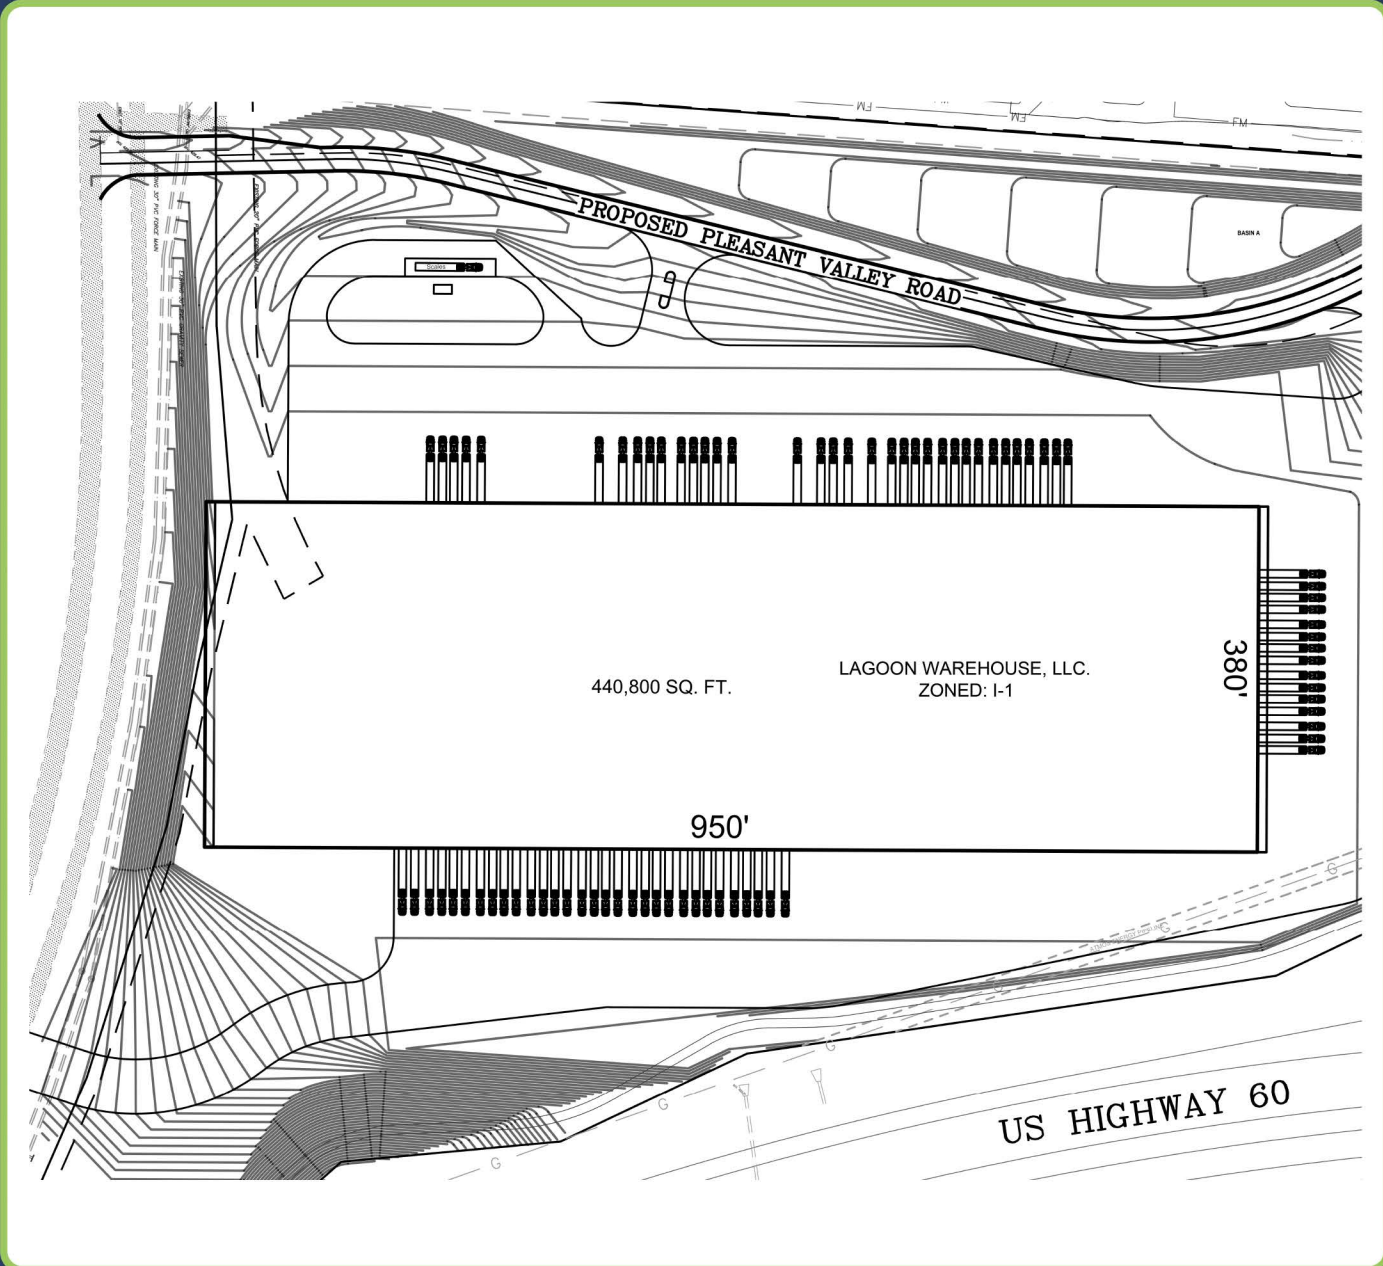 FM
FM
FM
PROPOSED PLEASANT VALLEY ROAD
BASIN A
Scales
440,800 SQ. FT.
LAGOON WAREHOUSE, LLC.
ZONED: I-1
380'
950'
G
G
G
G
G
G
US HIGHWAY 60